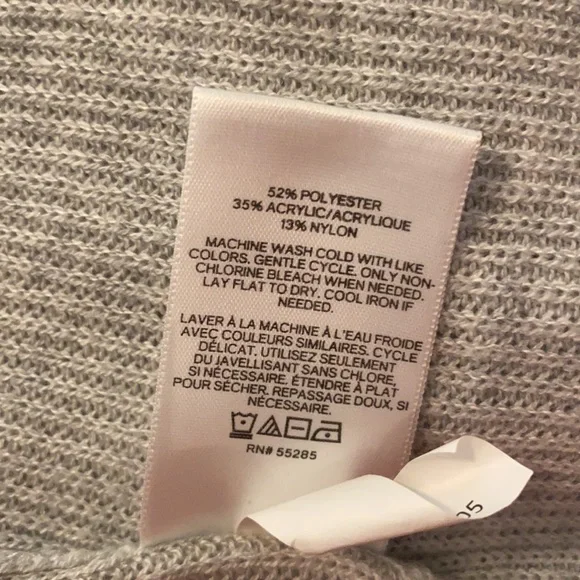 52% POLYESTER
35% ACRYLIC/ACRYLIQUE
13% NYLON
MACHINE WASH COLD WITH LIKE
COLORS. GENTLE CYCLE. ONLY NON-
CHLORINE BLEACH WHEN NEEDED.
LAY FLAT TO DRY. COOL IRON IF
NEEDED.
LAVER À LA MACHINE À L'EAU FROIDE
AVEC COULEURS SIMILAIRES. CYCLE
DÉLICAT. UTILISEZ SEULEMENT
DU JAVELLISANT SANS CHLORE,
SI NÉCESSAIRE. ÉTENDRE À PLAT
POUR SÉCHER. REPASSAGE DOUX, SI
NÉCESSAIRE.
RN# 55285